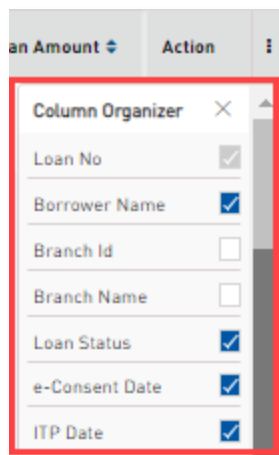 an Amount Action
Column Organizer
Loan No
Borrower Name
Branch Id
Branch Name
Loan Status
e-Consent Date
ITP Date